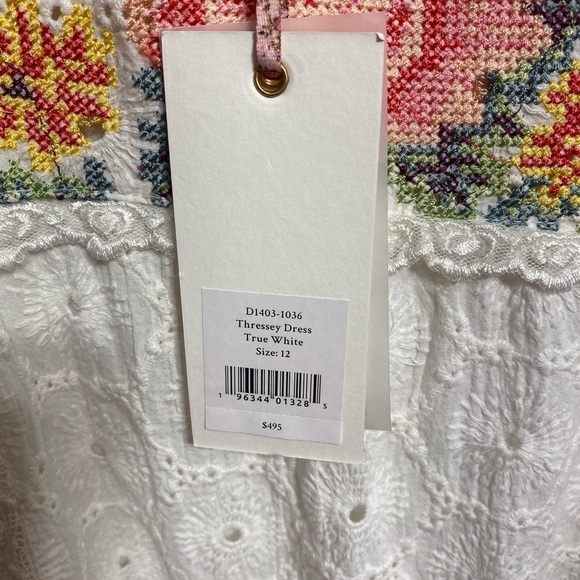 D1403-1036
Thressey Dress
True White
Size: 12
1 96344 01328 5
$495